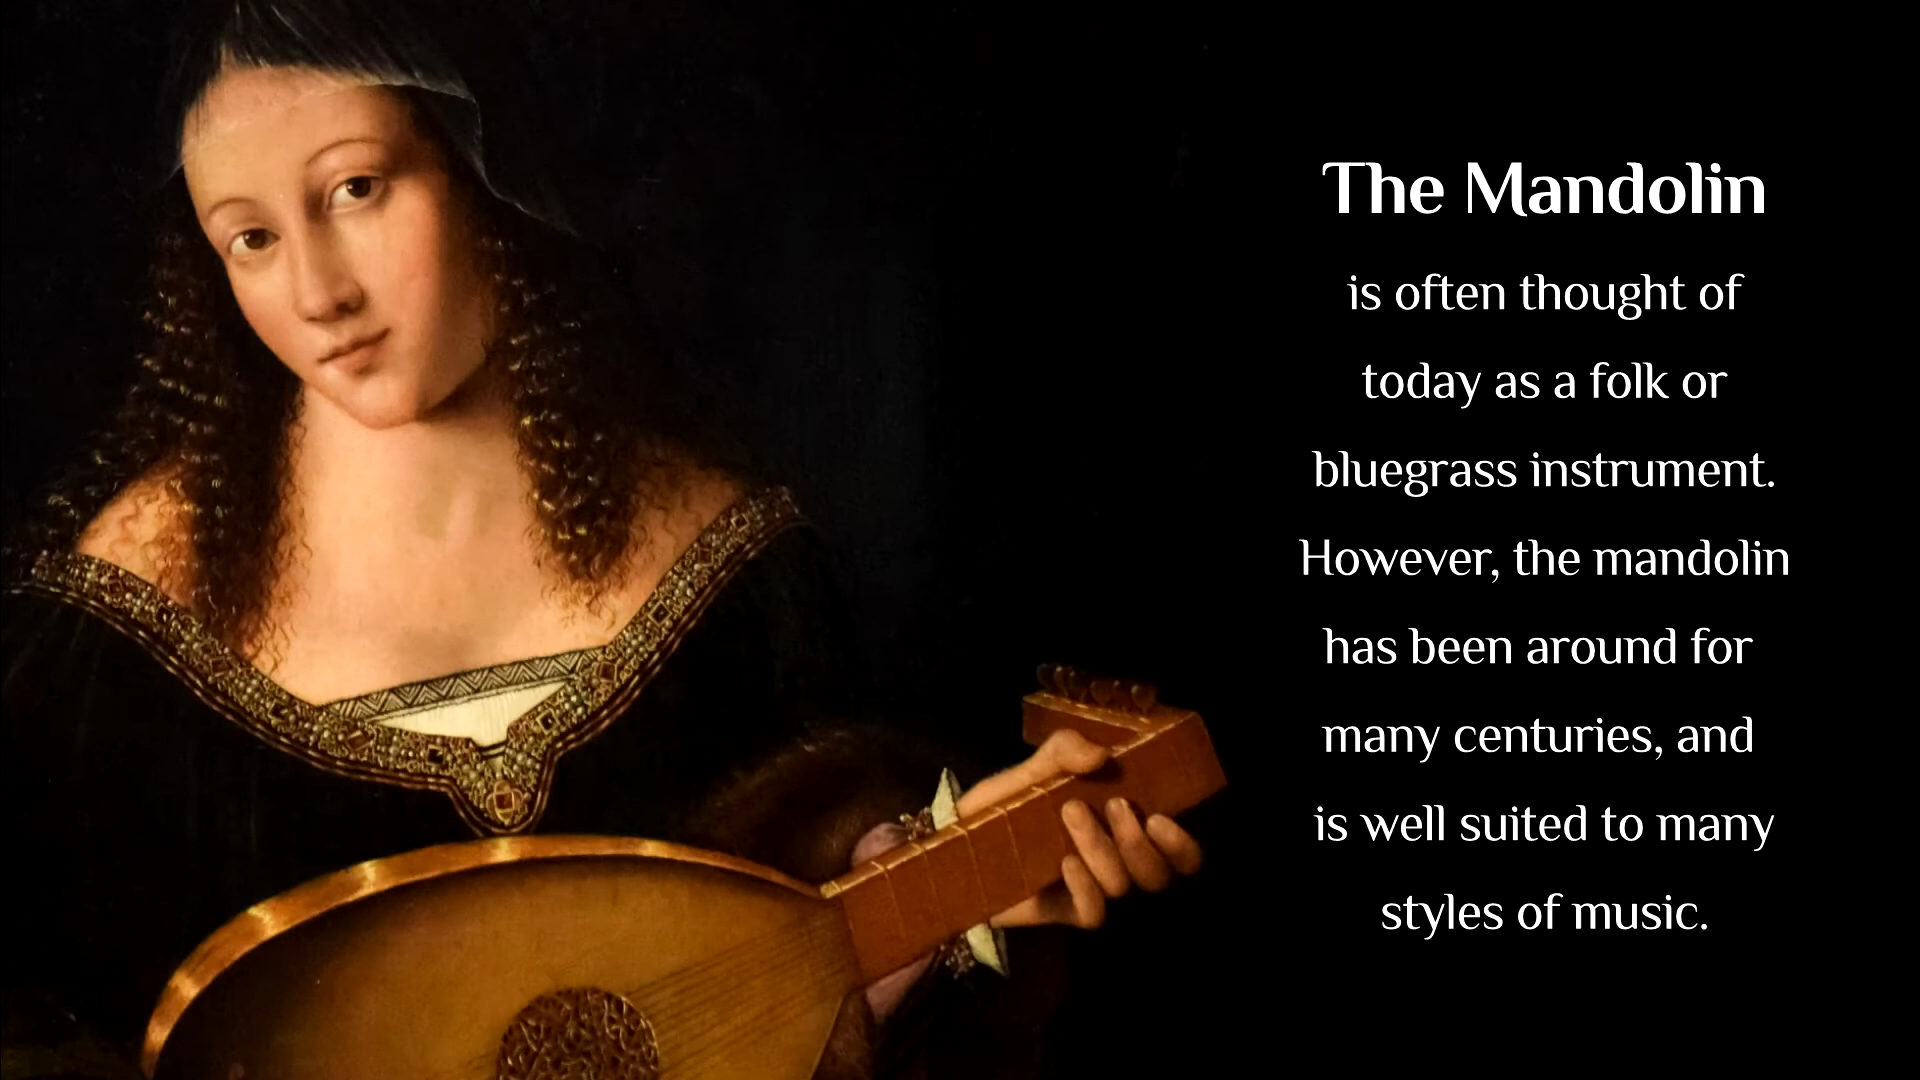 The Mandolin
is often thought of
today as a folk or
bluegrass instrument.
However, the mandolin
has been around for
many centuries, and
is well suited to many
styles of music.